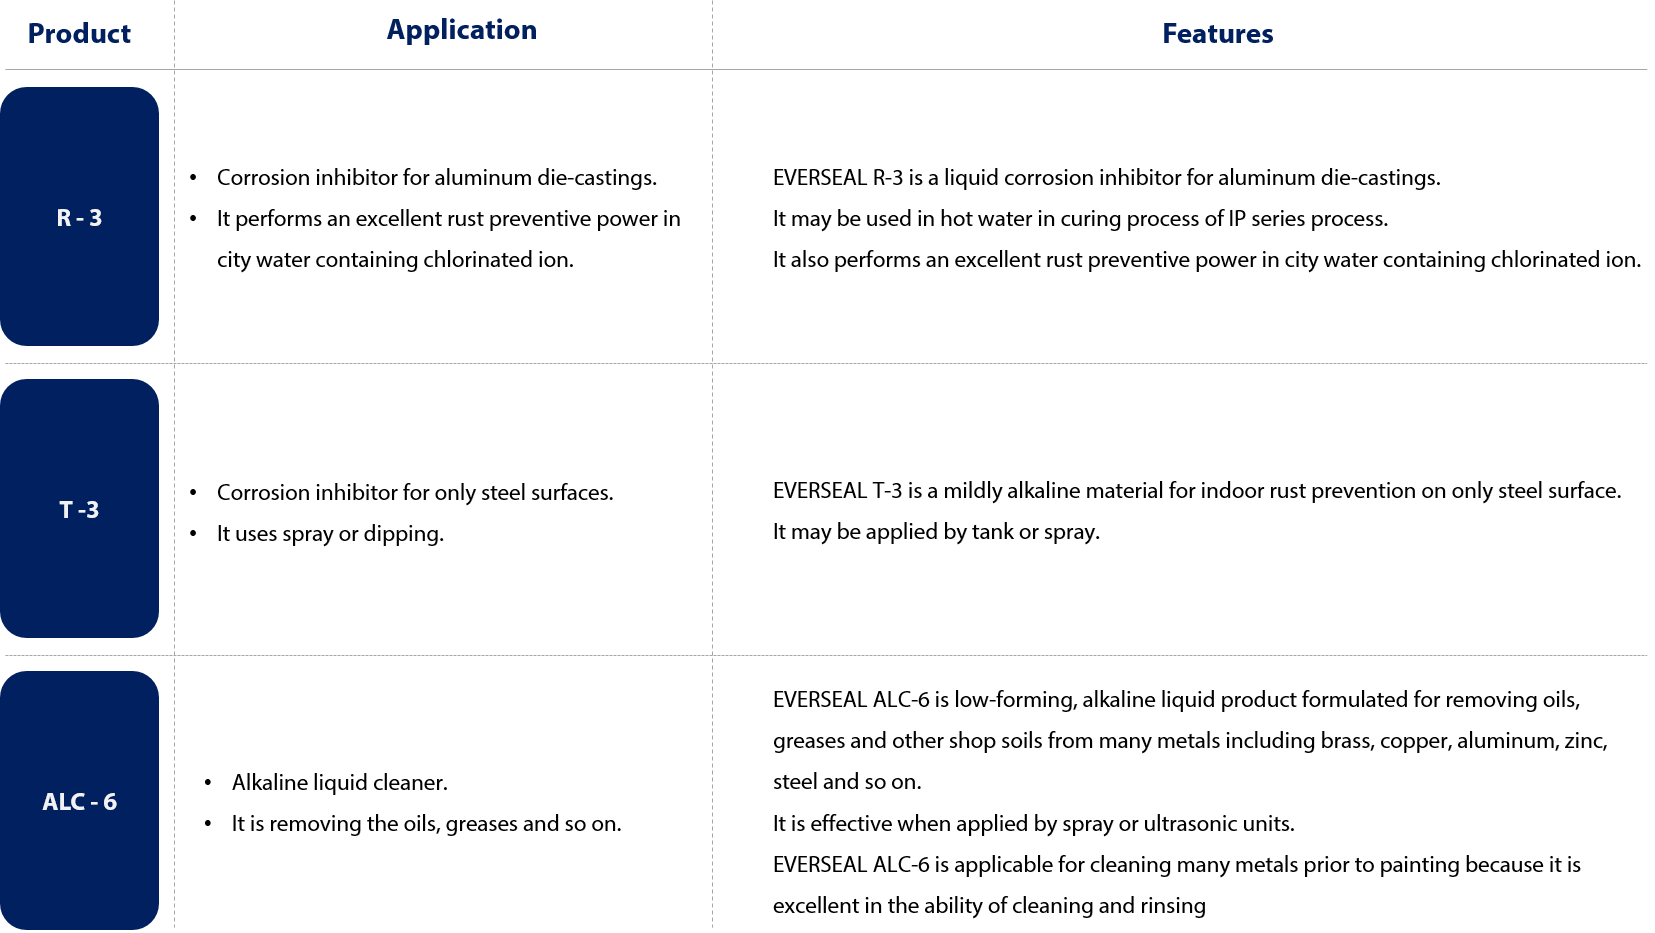 Product
Application
Features
R - 3
• Corrosion inhibitor for aluminum die-castings.
• It performs an excellent rust preventive power in
city water containing chlorinated ion.
EVERSEAL R-3 is a liquid corrosion inhibitor for aluminum die-castings.
It may be used in hot water in curing process of IP series process.
It also performs an excellent rust preventive power in city water containing chlorinated ion.
T -3
• Corrosion inhibitor for only steel surfaces.
• It uses spray or dipping.
EVERSEAL T-3 is a mildly alkaline material for indoor rust prevention on only steel surface.
It may be applied by tank or spray.
ALC - 6
• Alkaline liquid cleaner.
• It is removing the oils, greases and so on.
EVERSEAL ALC-6 is low-forming, alkaline liquid product formulated for removing oils,
greases and other shop soils from many metals including brass, copper, aluminum, zinc,
steel and so on.
It is effective when applied by spray or ultrasonic units.
EVERSEAL ALC-6 is applicable for cleaning many metals prior to painting because it is
excellent in the ability of cleaning and rinsing